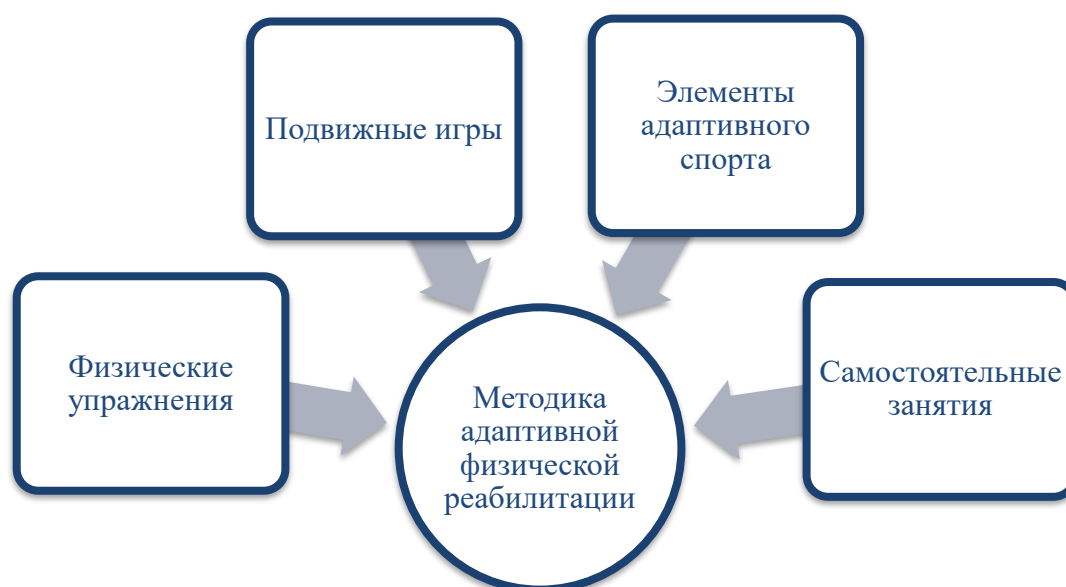 Подвижные игры
Элементы
адаптивного
спорта
Физические
упражнения
Методика
адаптивной
физической
реабилитации
Самостоятельные
занятия